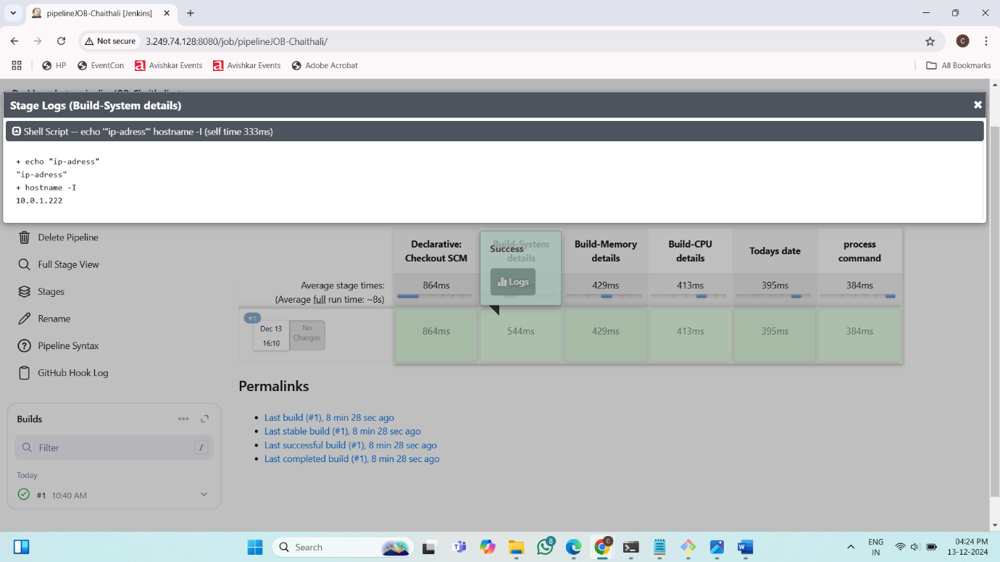 pipelineJOB-Chaithali [Jenkins]
Not secure
3.249.74.128:8080/job/pipelineJOB-Chaithali/
C
HP
EventCon
Avishkar Events
Avishkar Events
Adobe Acrobat
All Bookmarks
Stage Logs (Build-System details)
Shell Script -- echo '"ip-adress"' hostname -I (self time 333ms)
+ echo "ip-adress"
"ip-adress"
+ hostname -I
10.0.1.222
Delete Pipeline
Full Stage View
Stages
Rename
Pipeline Syntax
GitHub Hook Log
Declarative:
Checkout SCM
Build-System
details
Build-Memory
details
Build-CPU
details
Todays date
process
command
Success
Logs
Average stage times:
(Average full run time: ~8s)
864ms
429ms
413ms
395ms
384ms
#1
Dec 13
16:10
No
Changes
864ms
544ms
429ms
413ms
395ms
384ms
Permalinks
Last build (#1), 8 min 28 sec ago
Last stable build (#1), 8 min 28 sec ago
Last successful build (#1), 8 min 28 sec ago
Last completed build (#1), 8 min 28 sec ago
Builds
Filter
/
Today
#1 10:40 AM
Search
8
C
ENG
IN
04:24 PM
13-12-2024